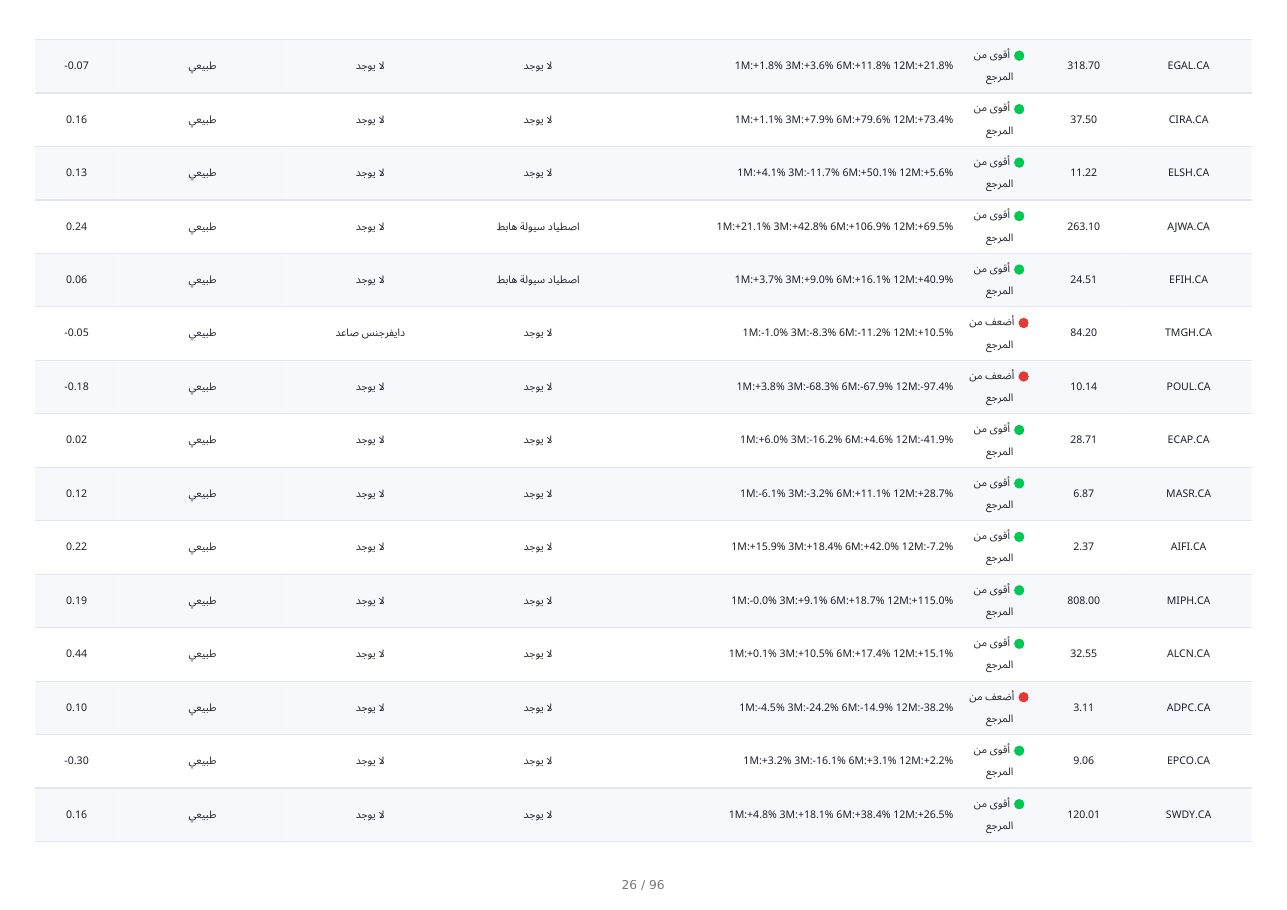 EGAL.CA 318.70 أقوى من المرجع 1M:+1.8% 3M:+3.6% 6M:+11.8% 12M:+21.8% لا يوجد لا يوجد طبيعي -0.07
CIRA.CA 37.50 أقوى من المرجع 1M:+1.1% 3M:+7.9% 6M:+79.6% 12M:+73.4% لا يوجد لا يوجد طبيعي 0.16
ELSH.CA 11.22 أقوى من المرجع 1M:+4.1% 3M:-11.7% 6M:+50.1% 12M:+5.6% لا يوجد لا يوجد طبيعي 0.13
AJWA.CA 263.10 أقوى من المرجع 1M:+21.1% 3M:+42.8% 6M:+106.9% 12M:+69.5% اصطياد سيولة هابط لا يوجد طبيعي 0.24
EFIH.CA 24.51 أقوى من المرجع 1M:+3.7% 3M:+9.0% 6M:+16.1% 12M:+40.9% اصطياد سيولة هابط لا يوجد طبيعي 0.06
TMGH.CA 84.20 أضعف من المرجع 1M:-1.0% 3M:-8.3% 6M:-11.2% 12M:+10.5% لا يوجد دايفرجنس صاعد طبيعي -0.05
POUL.CA 10.14 أضعف من المرجع 1M:+3.8% 3M:-68.3% 6M:-67.9% 12M:-97.4% لا يوجد لا يوجد طبيعي -0.18
ECAP.CA 28.71 أقوى من المرجع 1M:+6.0% 3M:-16.2% 6M:+4.6% 12M:-41.9% لا يوجد لا يوجد طبيعي 0.02
MASR.CA 6.87 أقوى من المرجع 1M:-6.1% 3M:-3.2% 6M:+11.1% 12M:+28.7% لا يوجد لا يوجد طبيعي 0.12
AIFI.CA 2.37 أقوى من المرجع 1M:+15.9% 3M:+18.4% 6M:+42.0% 12M:-7.2% لا يوجد لا يوجد طبيعي 0.22
MIPH.CA 808.00 أقوى من المرجع 1M:-0.0% 3M:+9.1% 6M:+18.7% 12M:+115.0% لا يوجد لا يوجد طبيعي 0.19
ALCN.CA 32.55 أقوى من المرجع 1M:+0.1% 3M:+10.5% 6M:+17.4% 12M:+15.1% لا يوجد لا يوجد طبيعي 0.44
ADPC.CA 3.11 أضعف من المرجع 1M:-4.5% 3M:-24.2% 6M:-14.9% 12M:-38.2% لا يوجد لا يوجد طبيعي 0.10
EPCO.CA 9.06 أقوى من المرجع 1M:+3.2% 3M:-16.1% 6M:+3.1% 12M:+2.2% لا يوجد لا يوجد طبيعي -0.30
SWDY.CA 120.01 أقوى من المرجع 1M:+4.8% 3M:+18.1% 6M:+38.4% 12M:+26.5% لا يوجد لا يوجد طبيعي 0.16
26 / 96